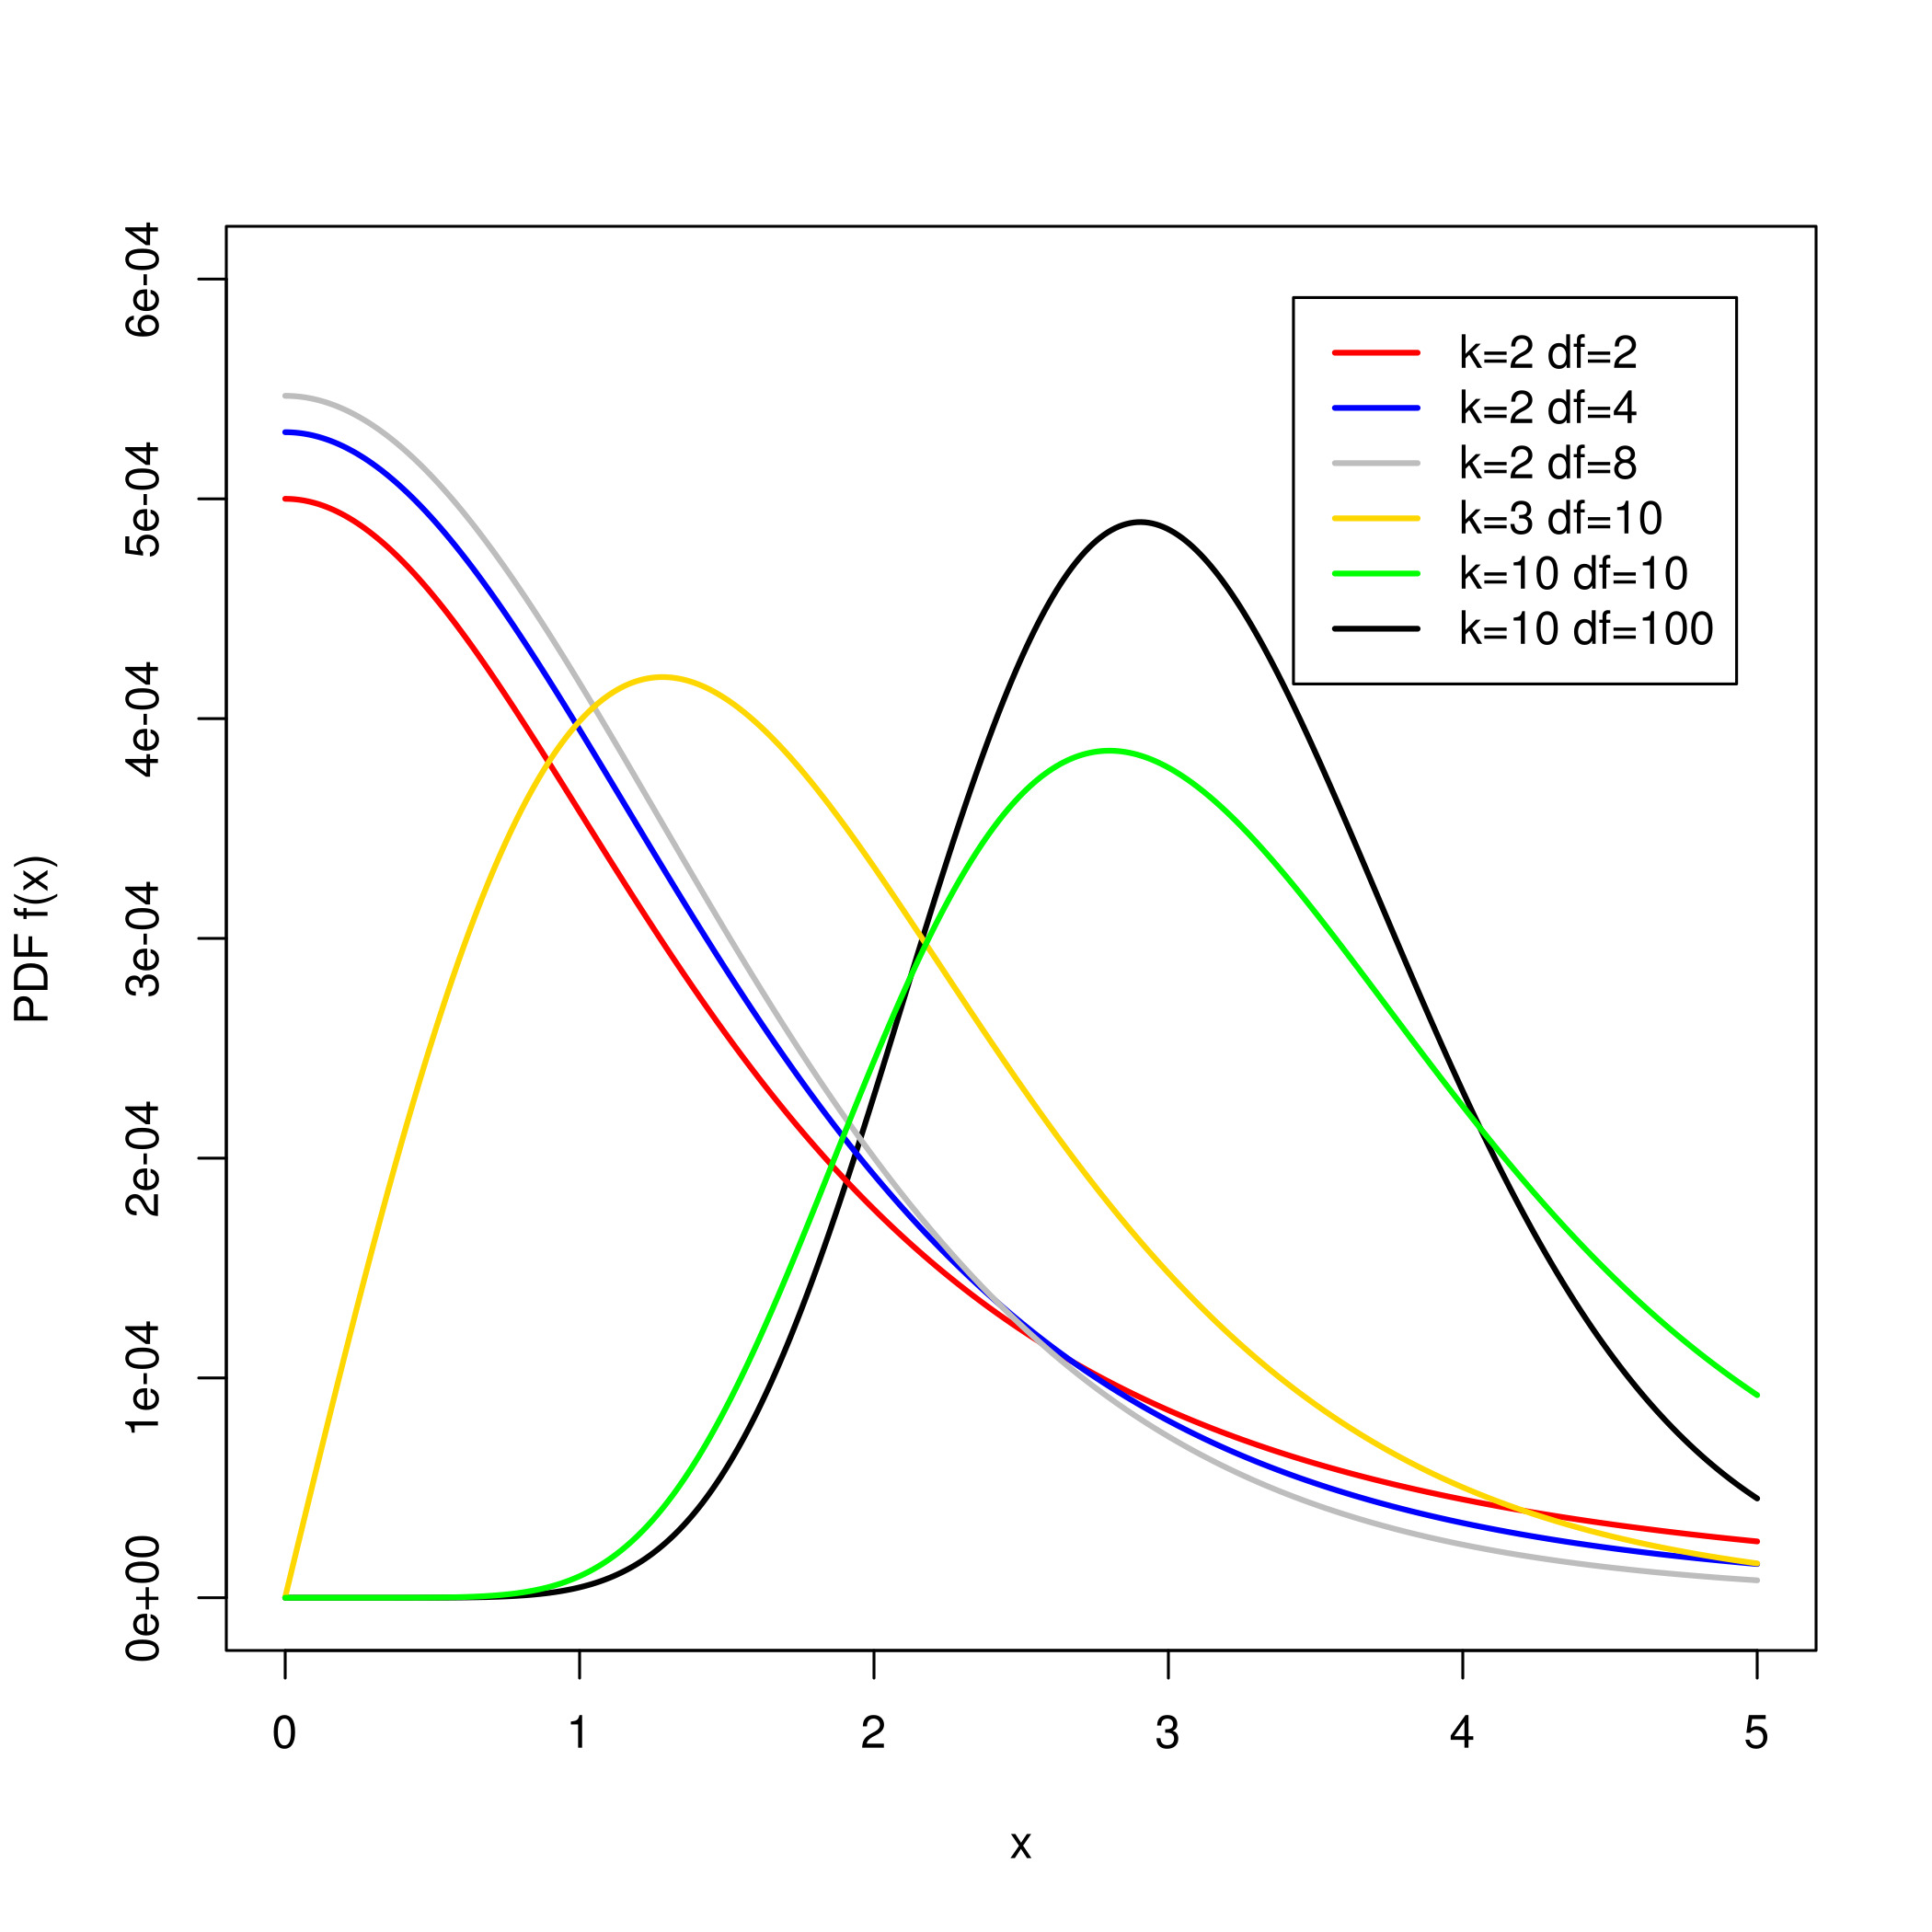 PDF f(x)
6e-04
5e-04
4e-04
3e-04
2e-04
1e-04
0e+00
k=2 df=2
k=2 df=4
k=2 df=8
k=3 df=10
k=10 df=10
k=10 df=100
0 1 2 3 4 5
x